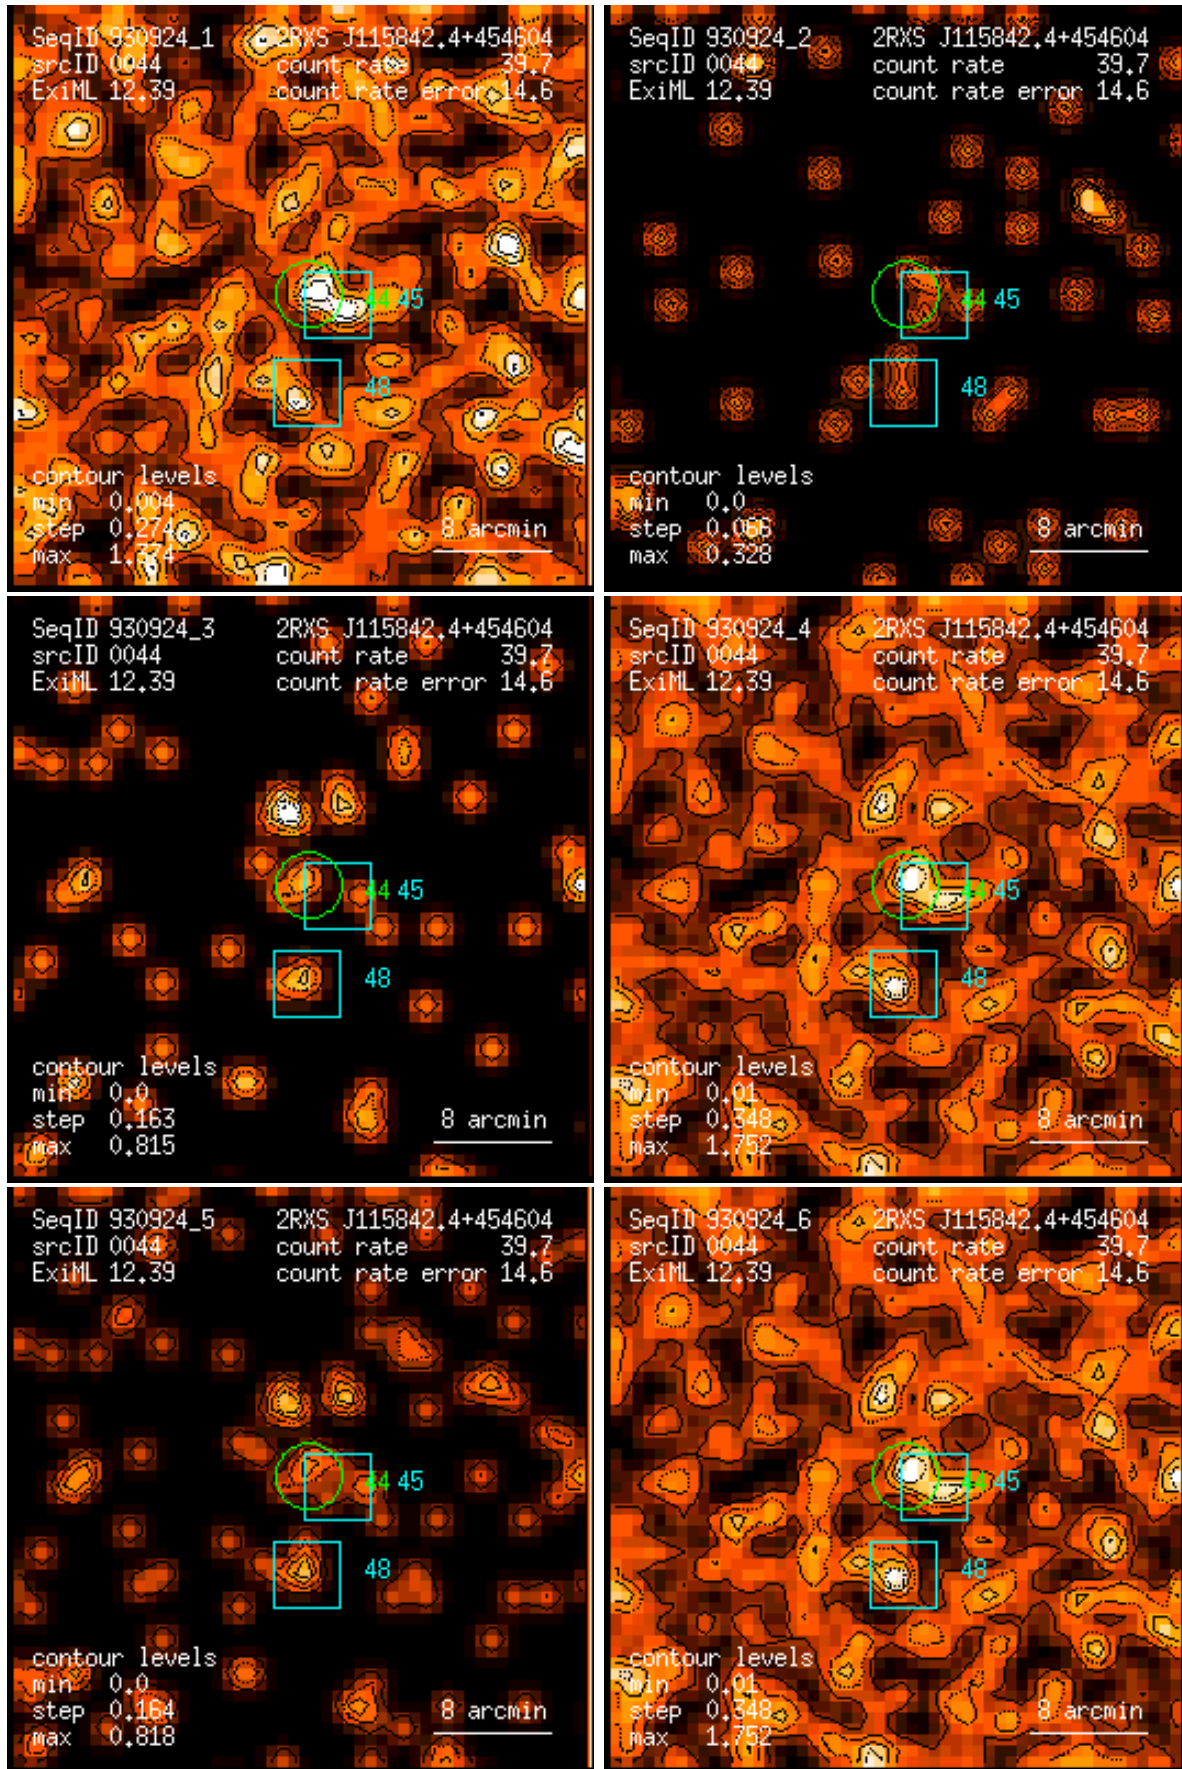 SeqID 930924_1 2RXS J115842.4+454604
srcID 0044 count rate 39.7
ExiML 12.39 count rate error 14.6
44 45
48
contour levels
min 0.004
step 0.274
max 1.374
8 arcmin
SeqID 930924_2 2RXS J115842.4+454604
srcID 0044 count rate 39.7
ExiML 12.39 count rate error 14.6
44 45
48
contour levels
min 0.0
step 0.066
max 0.328
8 arcmin
SeqID 930924_3 2RXS J115842.4+454604
srcID 0044 count rate 39.7
ExiML 12.39 count rate error 14.6
44 45
48
contour levels
min 0.0
step 0.163
max 0.815
8 arcmin
SeqID 930924_4 2RXS J115842.4+454604
srcID 0044 count rate 39.7
ExiML 12.39 count rate error 14.6
44 45
48
contour levels
min 0.01
step 0.348
max 1.752
8 arcmin
SeqID 930924_5 2RXS J115842.4+454604
srcID 0044 count rate 39.7
ExiML 12.39 count rate error 14.6
44 45
48
contour levels
min 0.0
step 0.164
max 0.818
8 arcmin
SeqID 930924_6 2RXS J115842.4+454604
srcID 0044 count rate 39.7
ExiML 12.39 count rate error 14.6
44 45
48
contour levels
min 0.01
step 0.348
max 1.752
8 arcmin